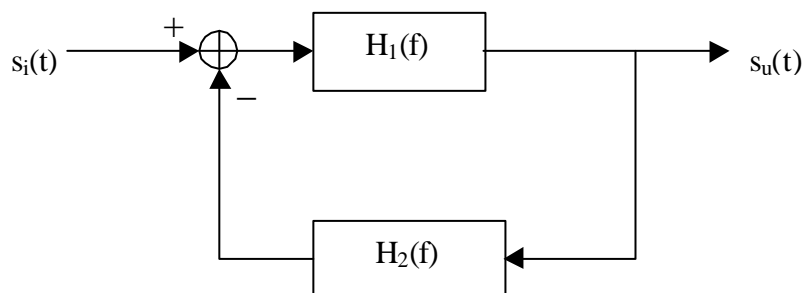 +
H₁(f)
sᵢ(t)
sᵤ(t)
−
H₂(f)